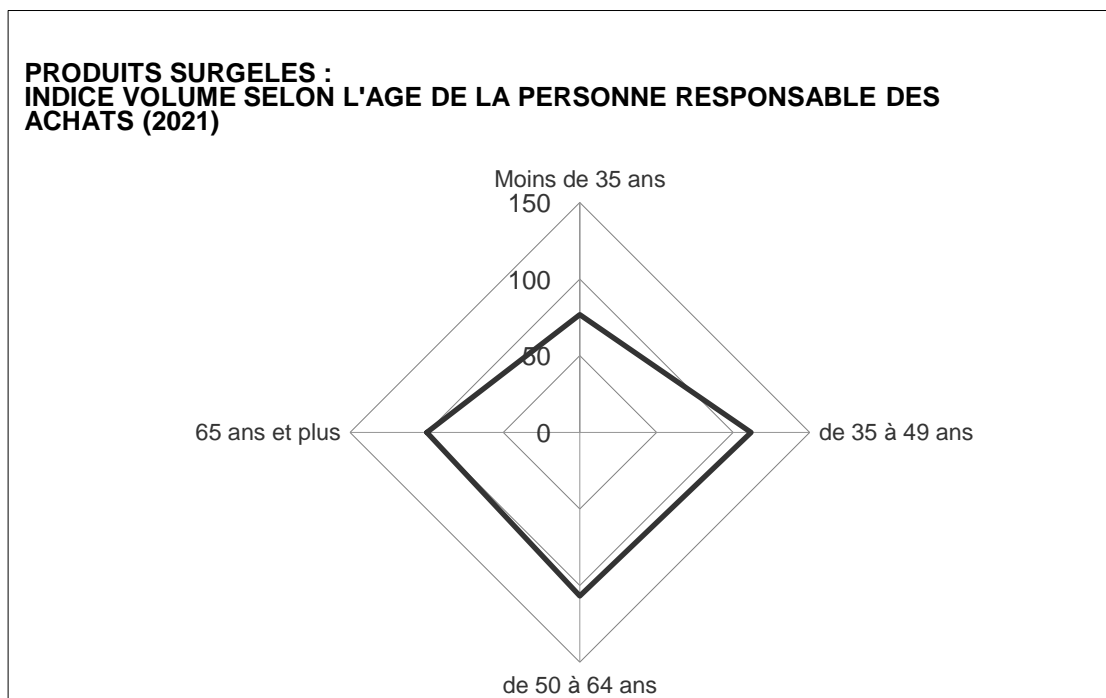 PRODUITS SURGELES :
INDICE VOLUME SELON L'AGE DE LA PERSONNE RESPONSABLE DES
ACHATS (2021)
Moins de 35 ans
150
100
50
0
65 ans et plus
de 35 à 49 ans
de 50 à 64 ans